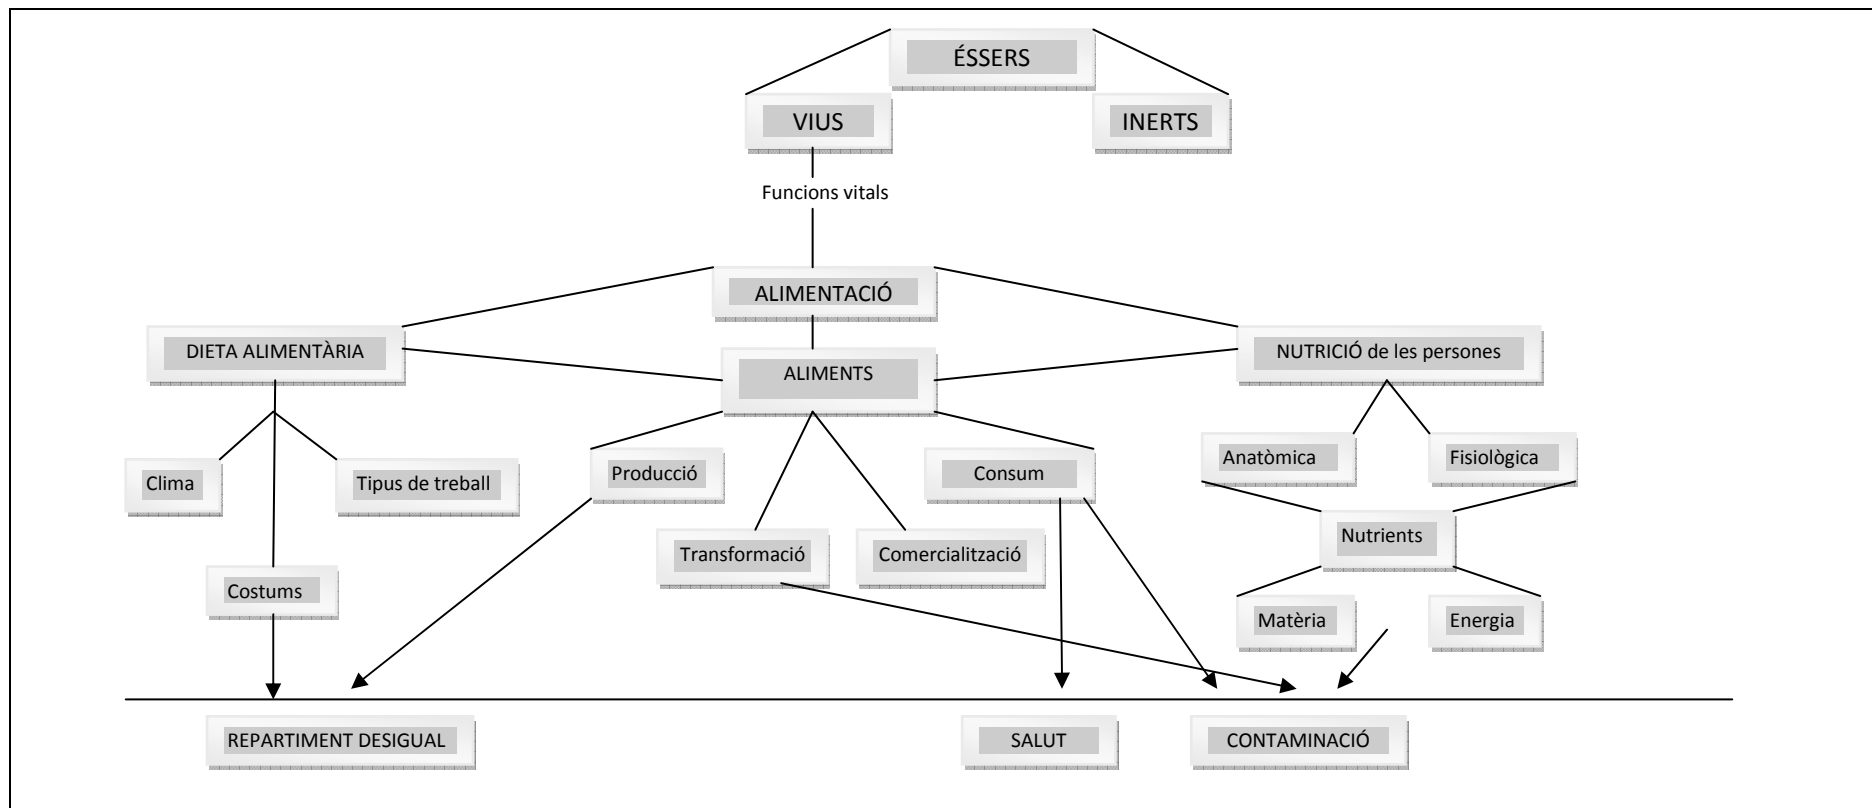 ÉSSERS
VIUS
INERTS
Funcions vitals
ALIMENTACIÓ
DIETA ALIMENTÀRIA
ALIMENTS
NUTRICIÓ de les persones
Clima
Tipus de treball
Producció
Consum
Anatòmica
Fisiològica
Transformació
Comercialització
Nutrients
Costums
Matèria
Energia
REPARTIMENT DESIGUAL
SALUT
CONTAMINACIÓ